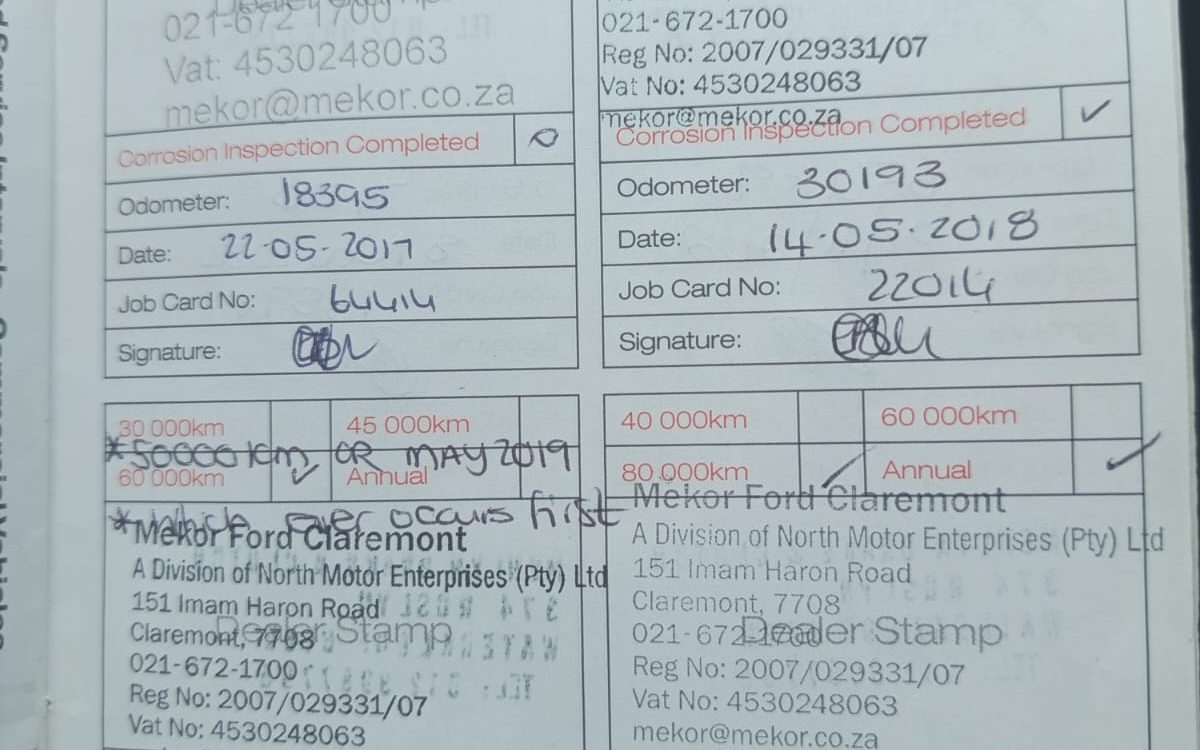 021-672-1700
Vat: 4530248063
mekor@mekor.co.za
Corrosion Inspection Completed
Odometer: 18395
Date: 22-05-2017
Job Card No: 64414
Signature:
021-672-1700
Reg No: 2007/029331/07
Vat No: 4530248063
mekor@mekor.co.za
Corrosion Inspection Completed ✓
Odometer: 30193
Date: 14-05-2018
Job Card No: 22014
Signature:
30 000km 45 000km
*50000 km OR MAY 2019
60 000km ✓ Annual
* ever occurs first
Mekor Ford Claremont
A Division of North Motor Enterprises (Pty) Ltd
151 Imam Haron Road
Claremont, 7708
Dealer Stamp
021-672-1700
Reg No: 2007/029331/07
Vat No: 4530248063
40 000km 60 000km
80 000km Annual ✓
Mekor Ford Claremont
A Division of North Motor Enterprises (Pty) Ltd
151 Imam Haron Road
Claremont, 7708
021-672-1700
Dealer Stamp
Reg No: 2007/029331/07
Vat No: 4530248063
mekor@mekor.co.za